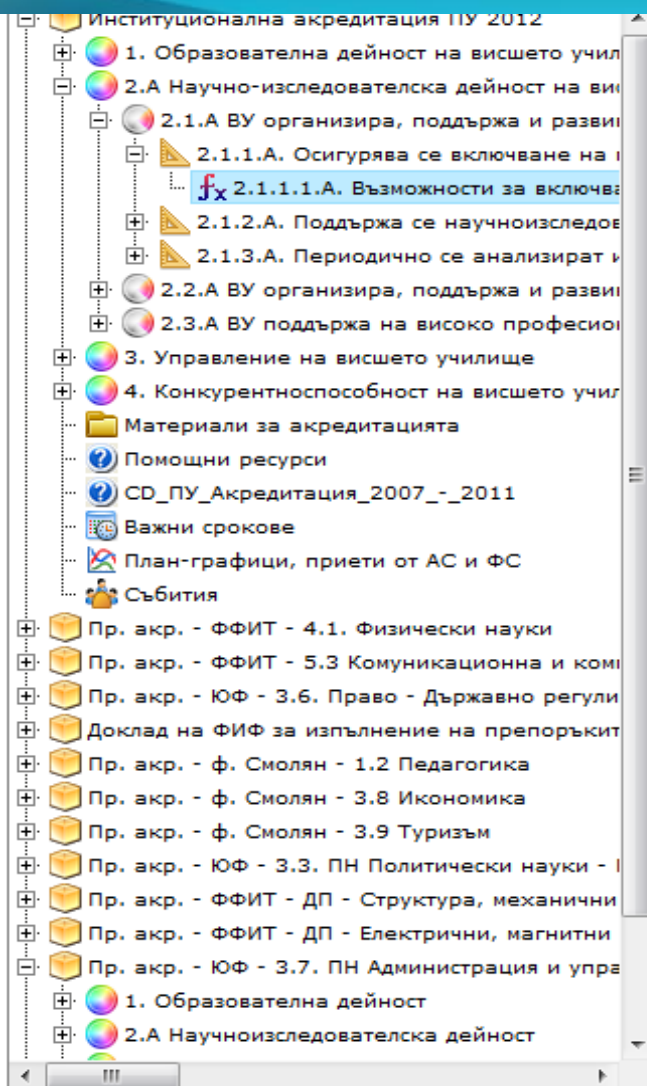 Институционална акредитация ПУ 2012
1. Образователна дейност на висшето учил
2.А Научно-изследователска дейност на ви
2.1.А ВУ организира, поддържа и разви
2.1.1.А. Осигурява се включване на
2.1.1.1.А. Възможности за включва
2.1.2.А. Поддържа се научноизследов
2.1.3.А. Периодично се анализират и
2.2.А ВУ организира, поддържа и разви
2.3.А ВУ поддържа на високо професио
3. Управление на висшето училище
4. Конкурентноспособност на висшето учил
Материали за акредитацията
Помощни ресурси
CD_ПУ_Акредитация_2007_-_2011
Важни срокове
План-графици, приети от АС и ФС
Събития
Пр. акр. - ФФИТ - 4.1. Физически науки
Пр. акр. - ФФИТ - 5.3 Комуникационна и ком
Пр. акр. - ЮФ - 3.6. Право - Държавно регули
Доклад на ФИФ за изпълнение на препоръкит
Пр. акр. - ф. Смолян - 1.2 Педагогика
Пр. акр. - ф. Смолян - 3.8 Икономика
Пр. акр. - ф. Смолян - 3.9 Туризъм
Пр. акр. - ЮФ - 3.3. ПН Политически науки -
Пр. акр. - ФФИТ - ДП - Структура, механични
Пр. акр. - ФФИТ - ДП - Електрични, магнитни
Пр. акр. - ЮФ - 3.7. ПН Администрация и упра
1. Образователна дейност
2.А Научноизследователска дейност